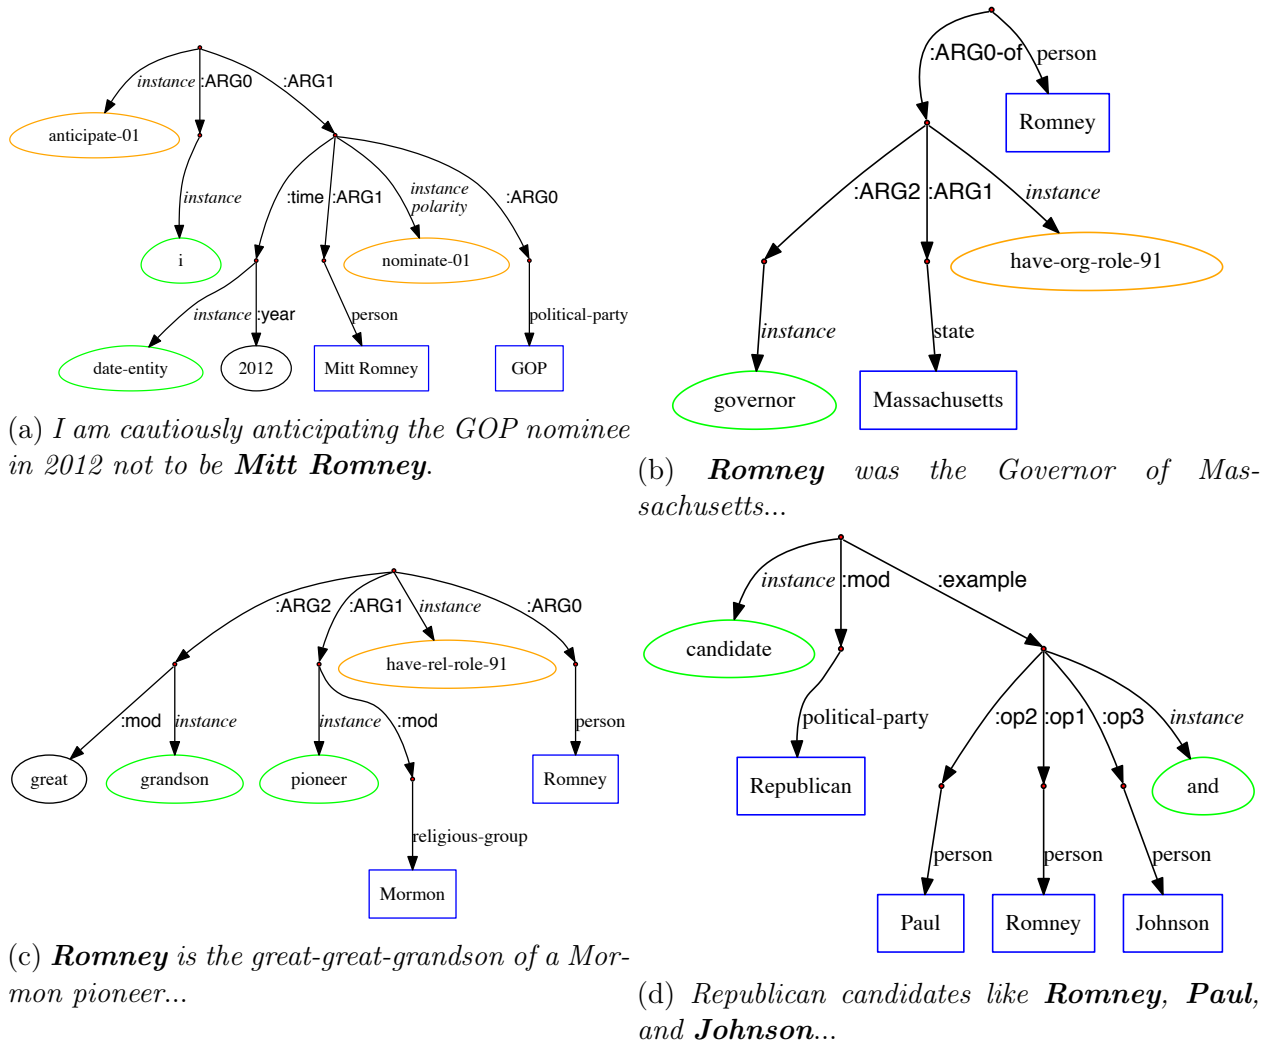 instance :ARG0 :ARG1
anticipate-01
instance
i
:time :ARG1 instance polarity :ARG0
nominate-01
instance :year person political-party
date-entity 2012 Mitt Romney GOP
(a) I am cautiously anticipating the GOP nominee
in 2012 not to be Mitt Romney.
:ARG0-of person
Romney
:ARG2 :ARG1 instance
have-org-role-91
instance state
governor Massachusetts
(b) Romney was the Governor of Mas-
sachusetts...
:ARG2 :ARG1 instance :ARG0
have-rel-role-91
:mod instance instance :mod person
great grandson pioneer Romney
religious-group
Mormon
(c) Romney is the great-great-grandson of a Mor-
mon pioneer...
instance :mod :example
candidate
political-party :op2 :op1 :op3 instance
Republican and
person person person
Paul Romney Johnson
(d) Republican candidates like Romney, Paul,
and Johnson...